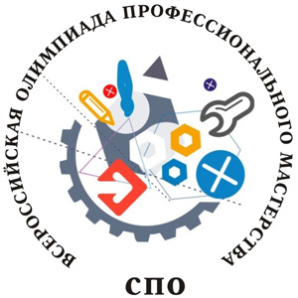 ВСЕРОССИЙСКАЯ ОЛИМПИАДА ПРОФЕССИОНАЛЬНОГО МАСТЕРСТВА
СПО